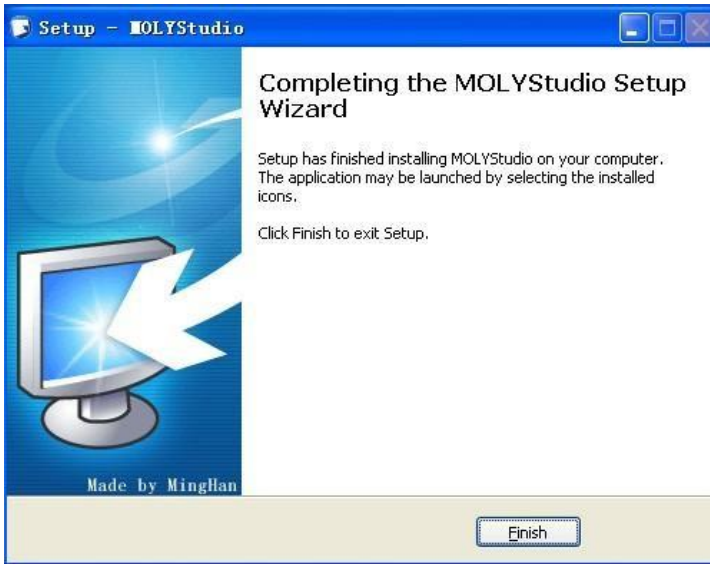 Setup - MOLYStudio
Completing the MOLYStudio Setup
Wizard
Setup has finished installing MOLYStudio on your computer.
The application may be launched by selecting the installed
icons.
Click Finish to exit Setup.
Made by MingHan
Finish